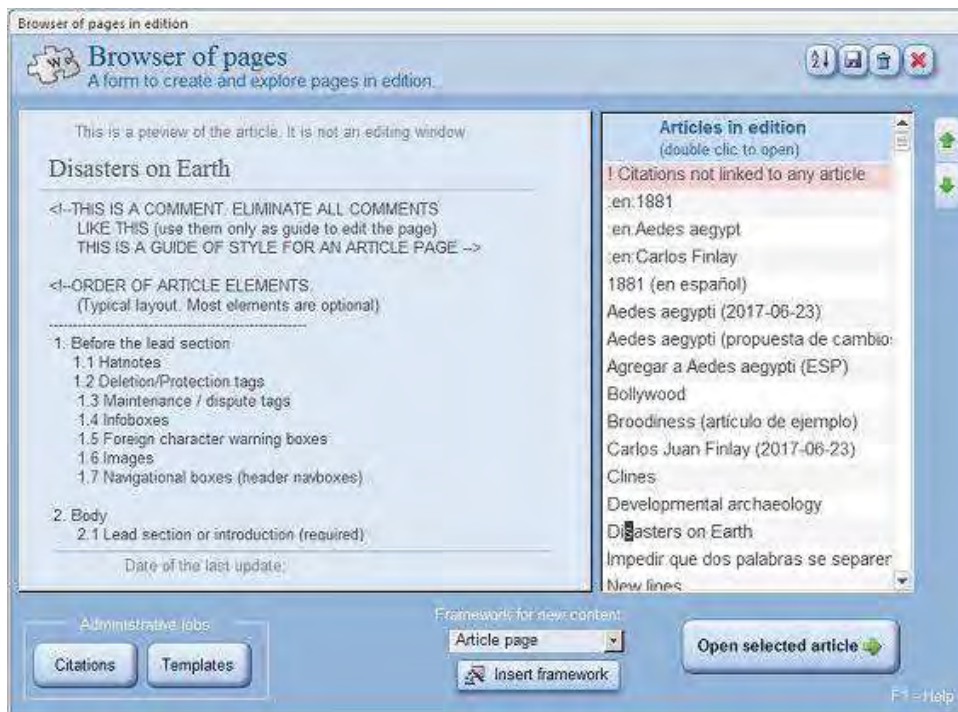 Browser of pages in edition
Browser of pages
A form to create and explore pages in edition.
This is a preview of the article. It is not an editing window
Disasters on Earth
<!--THIS IS A COMMENT. ELIMINATE ALL COMMENTS
LIKE THIS (use them only as guide to edit the page)
THIS IS A GUIDE OF STYLE FOR AN ARTICLE PAGE -->
<!--ORDER OF ARTICLE ELEMENTS.
(Typical layout. Most elements are optional)
--------------------------------------------------
1. Before the lead section
1.1 Hatnotes
1.2 Deletion/Protection tags
1.3 Maintenance / dispute tags
1.4 Infoboxes
1.5 Foreign character warning boxes
1.6 Images
1.7 Navigational boxes (header navboxes)
2. Body
2.1 Lead section or introduction (required)
Date of the last update:
Articles in edition
(double clic to open)
! Citations not linked to any article
:en:1881
:en:Aedes aegypt
:en:Carlos Finlay
1881 (en español)
Aedes aegypti (2017-06-23)
Aedes aegypti (propuesta de cambio
Agregar a Aedes aegypti (ESP)
Bollywood
Broodiness (artículo de ejemplo)
Carlos Juan Finlay (2017-06-23)
Clines
Developmental archaeology
Disasters on Earth
Impedir que dos palabras se separen
New lines
Administrative jobs
Citations
Templates
Framework for new content
Article page
Insert framework
Open selected article
F1 - Help